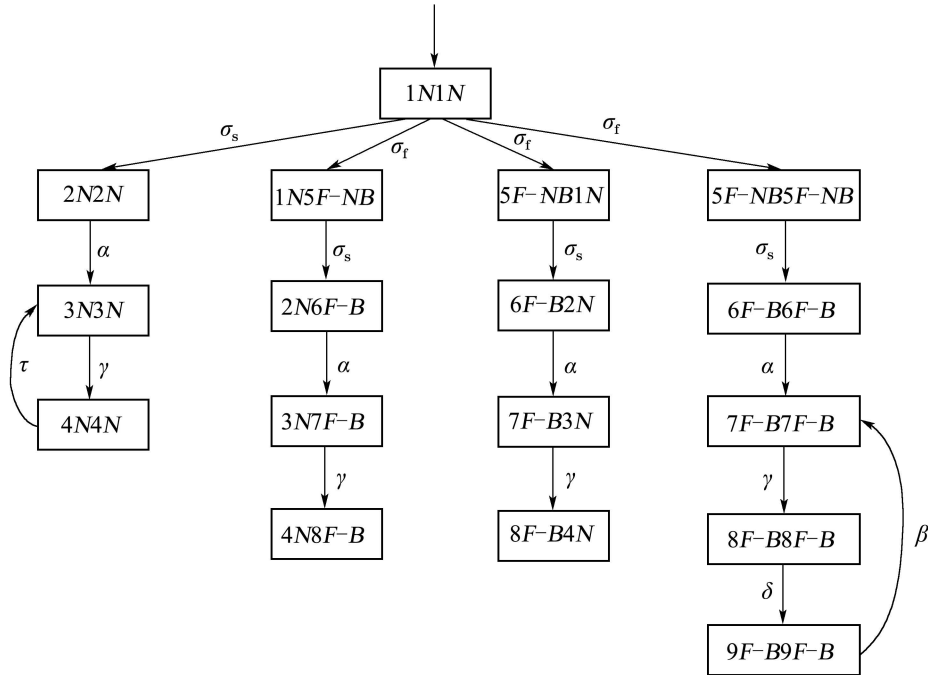 1N1N
σs σf σf σf
2N2N 1N5F-NB 5F-NB1N 5F-NB5F-NB
α σs σs σs
3N3N 2N6F-B 6F-B2N 6F-B6F-B
τ γ α α α
4N4N 3N7F-B 7F-B3N 7F-B7F-B
γ γ γ
4N8F-B 8F-B4N 8F-B8F-B β
δ
9F-B9F-B